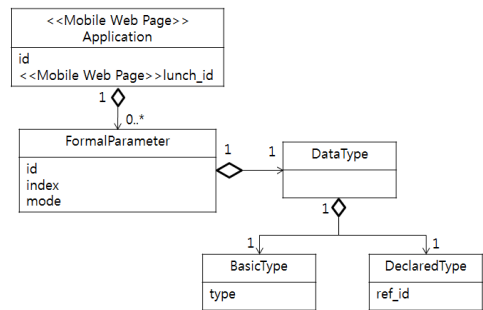 <<Mobile Web Page>>
Application
id
<<Mobile Web Page>>lunch_id
1
0..*
FormalParameter
1
1
DataType
id
index
mode
1
1
1
BasicType
DeclaredType
type
ref_id